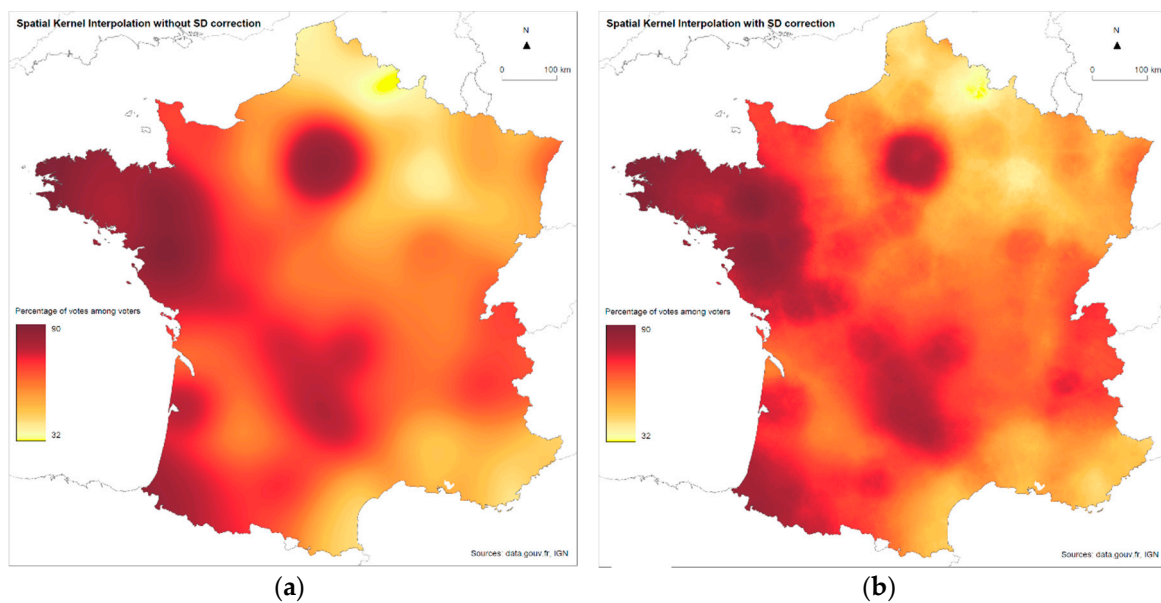 Spatial Kernel Interpolation without SD correction
N
0 100 km
Percentage of votes among voters
90
32
Sources: data.gouv.fr, IGN
(a)
Spatial Kernel Interpolation with SD correction
N
0 100 km
Percentage of votes among voters
90
32
Sources: data.gouv.fr, IGN
(b)